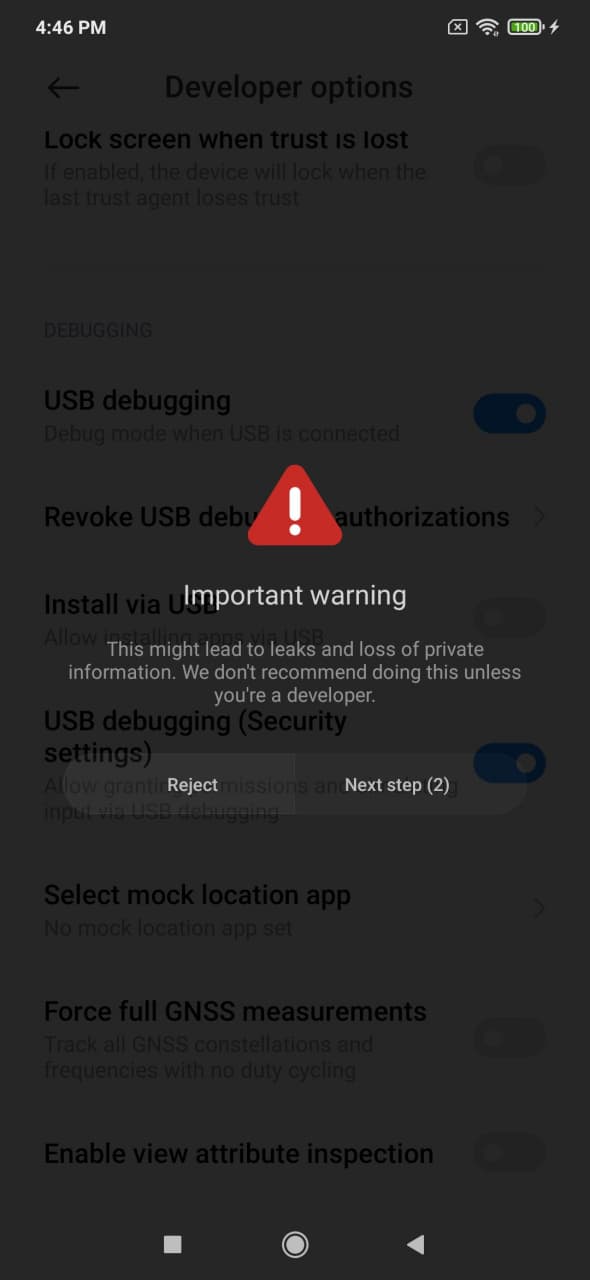 4:46 PM
100
Developer options
Lock screen when trust is lost
If enabled, the device will lock when the
last trust agent loses trust
DEBUGGING
USB debugging
Debug mode when USB is connected
Revoke USB debu authorizations
Install via USB
Allow installing apps via USB
Important warning
This might lead to leaks and loss of private
information. We don't recommend doing this unless
you're a developer.
USB debugging (Security
settings)
Allow granting missions and
input via USB debugging
Reject
Next step (2)
Select mock location app
No mock location app set
Force full GNSS measurements
Track all GNSS constellations and
frequencies with no duty cycling
Enable view attribute inspection